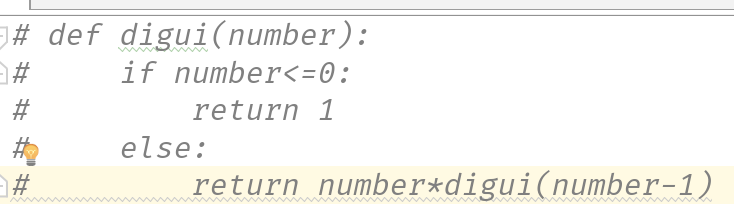 # def digui(number):
#     if number<=0:
#         return 1
#     else:
#         return number*digui(number-1)